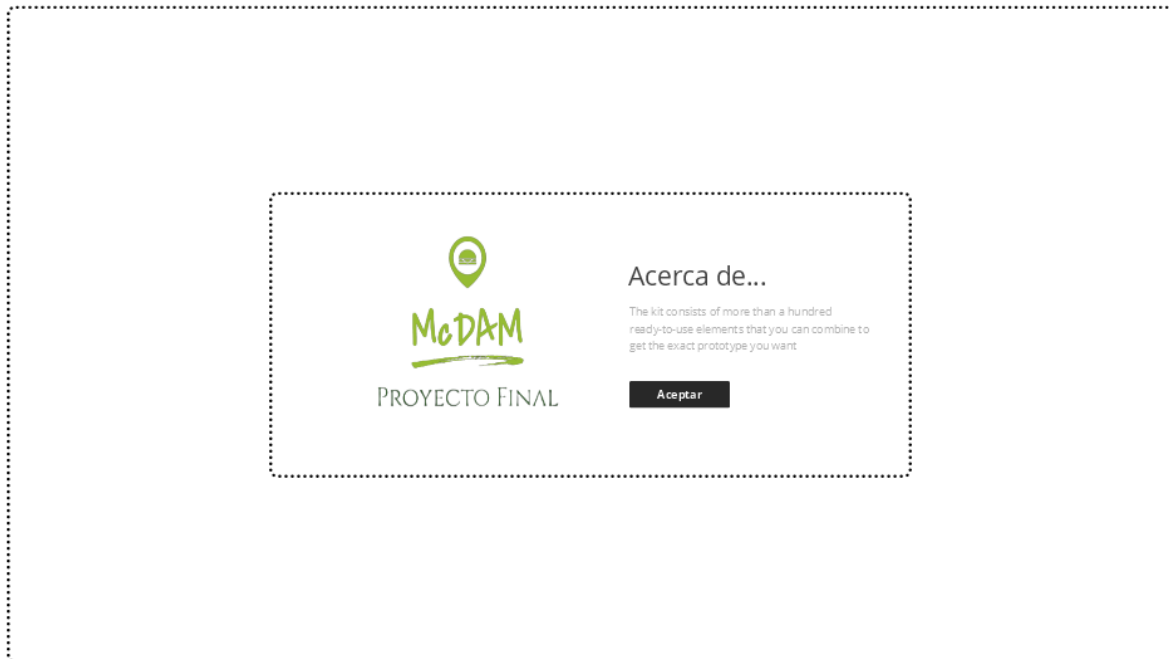 McDAM
PROYECTO FINAL
Acerca de...
The kit consists of more than a hundred
ready-to-use elements that you can combine to
get the exact prototype you want
Aceptar